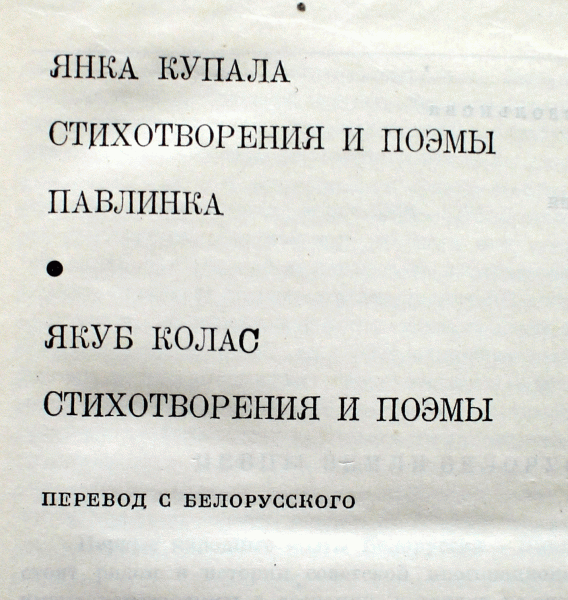 ЯНКА КУПАЛА
СТИХОТВОРЕНИЯ И ПОЭМЫ
ПАВЛИНКА
●
ЯКУБ КОЛАС
СТИХОТВОРЕНИЯ И ПОЭМЫ
ПЕРЕВОД С БЕЛОРУССКОГО